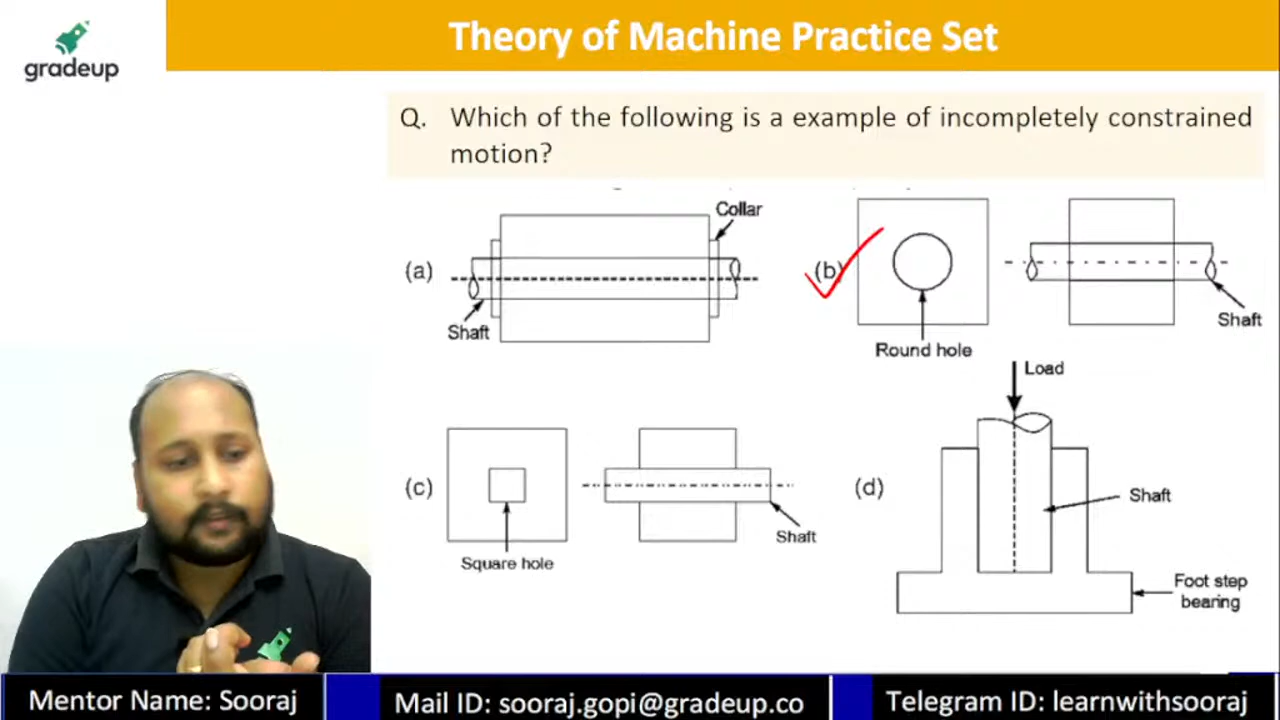 Theory of Machine Practice Set
gradeup
Q. Which of the following is a example of incompletely constrained
motion?
Collar
(a)
Shaft
(b)
Shaft
Round hole
Load
(c)
Shaft
Square hole
(d)
Shaft
Foot step
bearing
Mentor Name: Sooraj
Mail ID: sooraj.gopi@gradeup.co
Telegram ID: learnwithsooraj